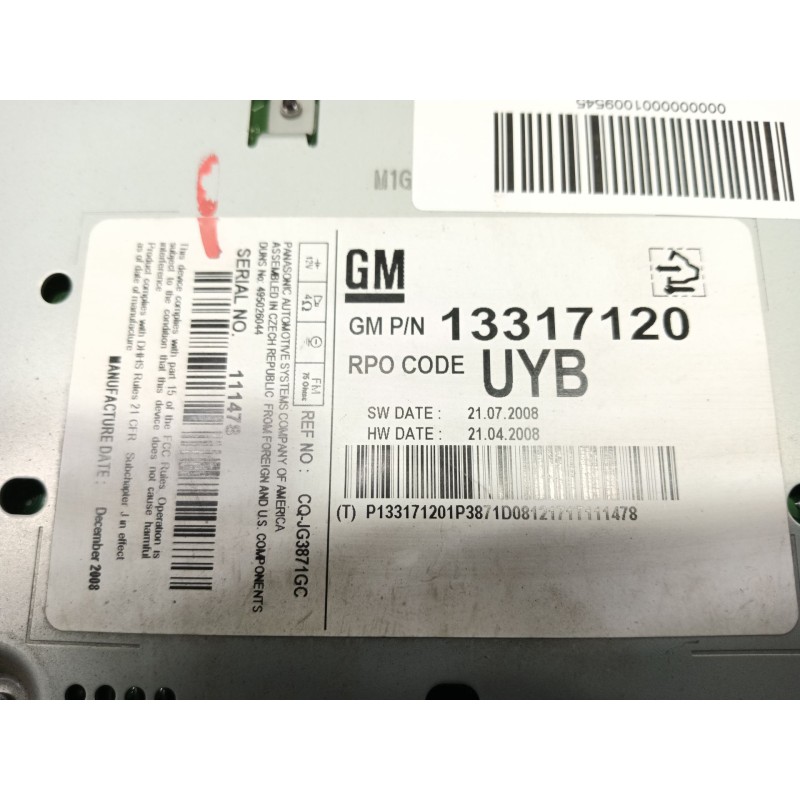 0000000001009545
M1G
GM
GM P/N 13317120
RPO CODE UYB
SW DATE : 21.07.2008
HW DATE : 21.04.2008
(T) P133171201P3871D081217
12V
4Ω
FM
75 Ohms
REF NO : CQ-JG3871GC
PANASONIC AUTOMOTIVE SYSTEMS COMPANY OF AMERICA
ASSEMBLED IN CZECH REPUBLIC FROM FOREIGN AND U.S. COMPONENTS
DUNS No: 495026044
SERIAL NO. 111478
This device complies with part 15 of the FCC Rules. Operation is
subject to the condition that this device does not cause harmful
interference
Product complies with DHHS Rules 21 CFR Subchapter J in effect
as of date of manufacture
MANUFACTURE DATE : December 2008